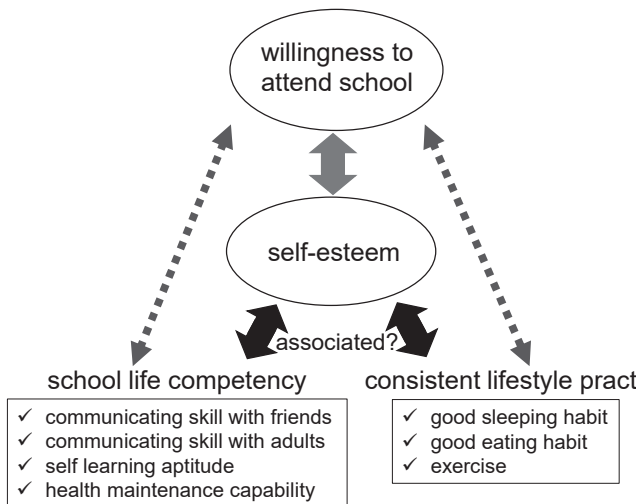 willingness to
attend school
self-esteem
associated?
school life competency
✓ communicating skill with friends
✓ communicating skill with adults
✓ self learning aptitude
✓ health maintenance capability
consistent lifestyle pract
✓ good sleeping habit
✓ good eating habit
✓ exercise